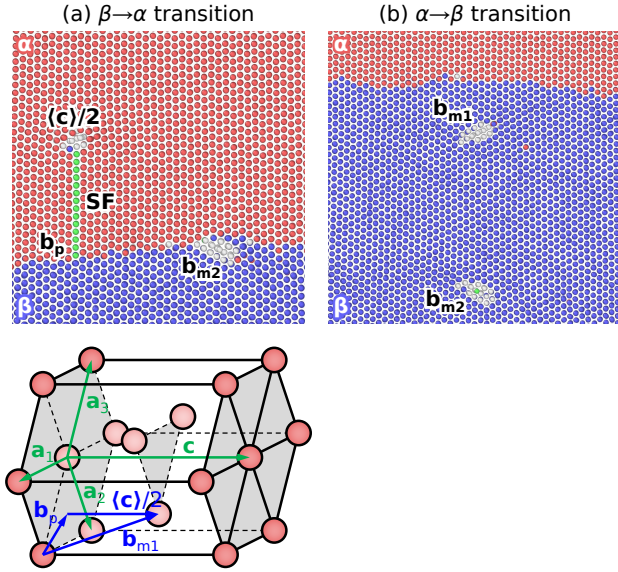 (a) β→α transition
(b) α→β transition
α
⟨c⟩/2
SF
b_p
b_m2
β
α
b_m1
b_m2
β
a_3
a_1
c
a_2
⟨c⟩/2
b_p
b_m1